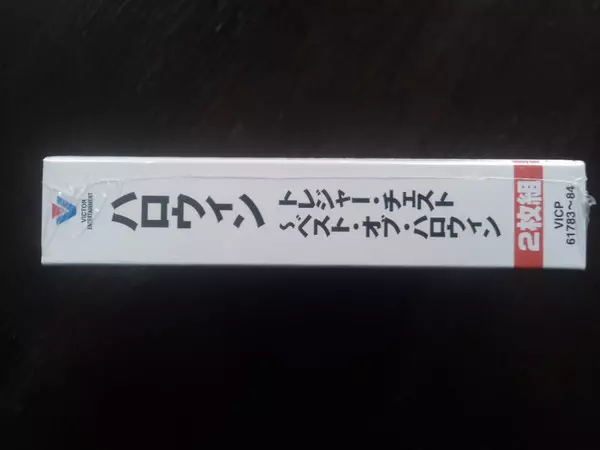 VICTOR
ENTERTAINMENT
ハロウィン
トレジャー・チェスト
～ベスト・オブ・ハロウィン
2枚組
VICP
61783~84